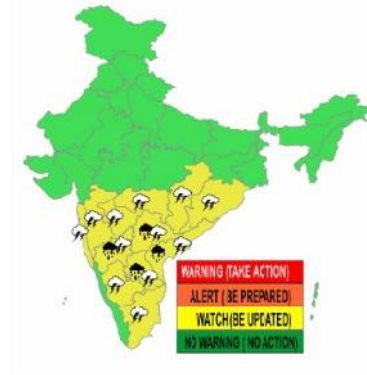 WARNING (TAKE ACTION)
ALERT ( BE PREPARED)
WATCH(BE UPDATED)
NO WARNING ( NO ACTION)